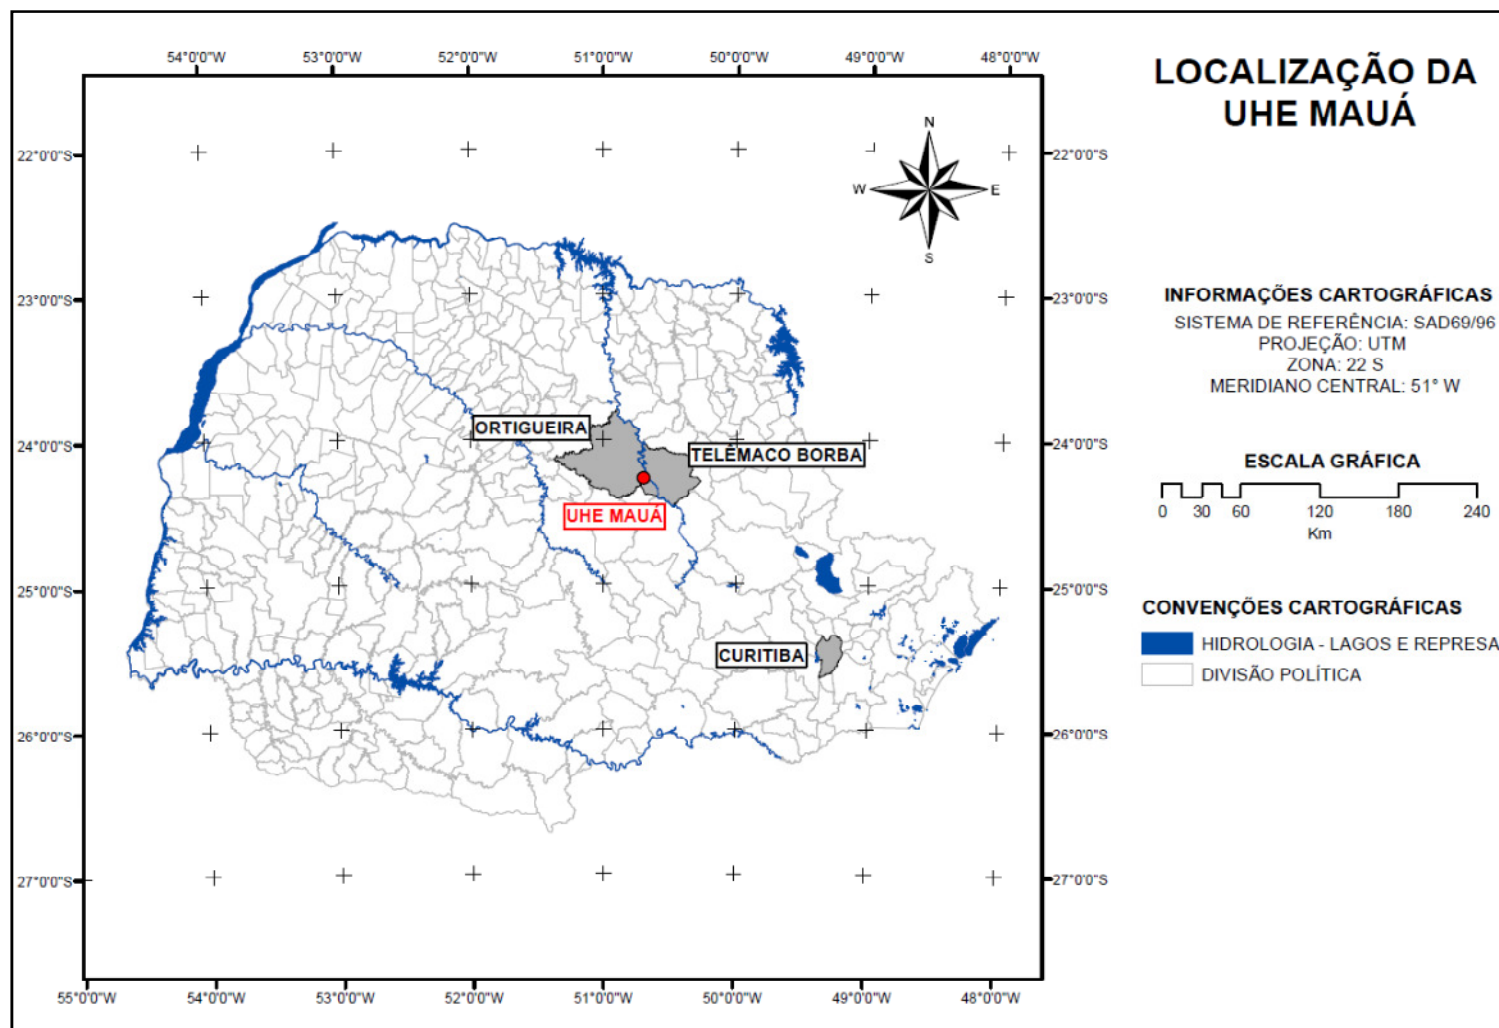 54°0'0"W 53°0'0"W 52°0'0"W 51°0'0"W 50°0'0"W 49°0'0"W 48°0'0"W
LOCALIZAÇÃO DA
UHE MAUÁ
N
W E
S
22°0'0"S 22°0'0"S
23°0'0"S 23°0'0"S
24°0'0"S 24°0'0"S
25°0'0"S 25°0'0"S
26°0'0"S 26°0'0"S
27°0'0"S 27°0'0"S
ORTIGUEIRA
TELÊMACO BORBA
UHE MAUÁ
CURITIBA
55°0'0"W 54°0'0"W 53°0'0"W 52°0'0"W 51°0'0"W 50°0'0"W 49°0'0"W 48°0'0"W
INFORMAÇÕES CARTOGRÁFICAS
SISTEMA DE REFERÊNCIA: SAD69/96
PROJEÇÃO: UTM
ZONA: 22 S
MERIDIANO CENTRAL: 51° W
ESCALA GRÁFICA
0 30 60 120 180 240
Km
CONVENÇÕES CARTOGRÁFICAS
HIDROLOGIA - LAGOS E REPRESA
DIVISÃO POLÍTICA